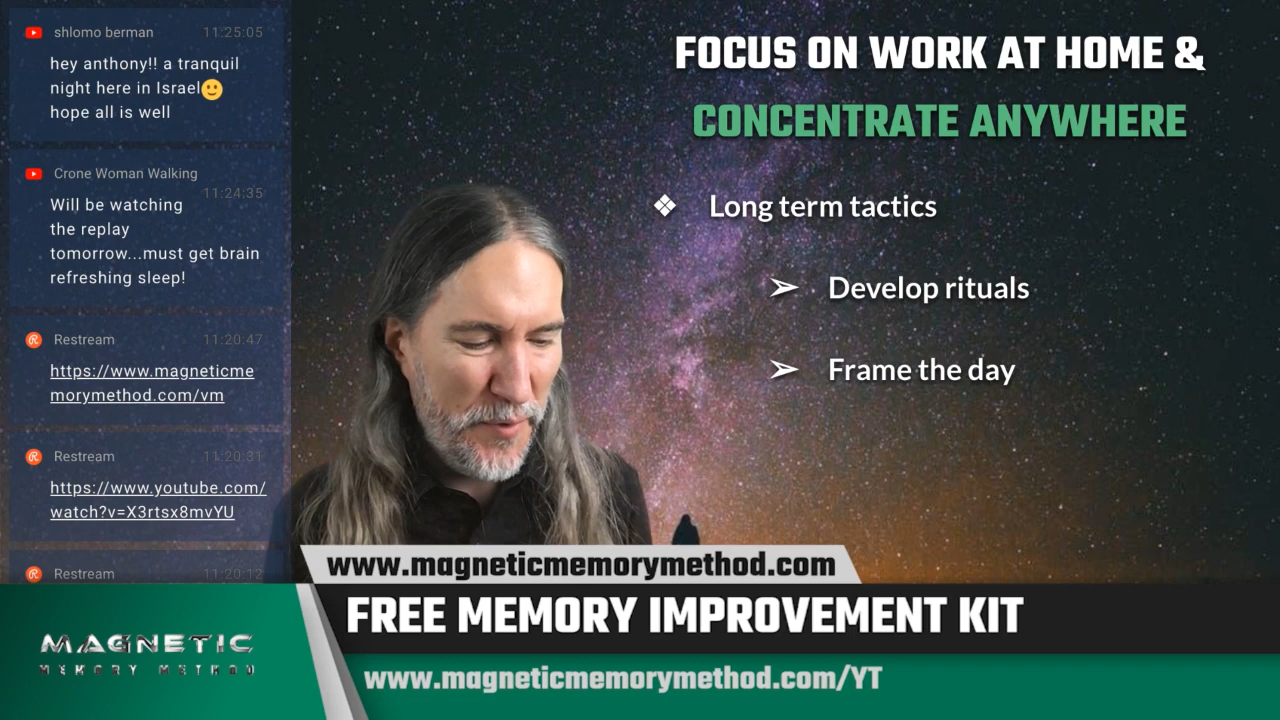 shlomo berman 11:25:05
hey anthony!! a tranquil
night here in Israel🙂
hope all is well
Crone Woman Walking
11:24:35
Will be watching
the replay
tomorrow...must get brain
refreshing sleep!
Restream 11:20:47
https://www.magneticme
morymethod.com/vm
Restream 11:20:31
https://www.youtube.com/
watch?v=X3rtsx8mvYU
Restream 11:20:12
FOCUS ON WORK AT HOME &
CONCENTRATE ANYWHERE
❖ Long term tactics
➢ Develop rituals
➢ Frame the day
www.magneticmemorymethod.com
FREE MEMORY IMPROVEMENT KIT
www.magneticmemorymethod.com/YT
MAGNETIC
MEMORY METHOD